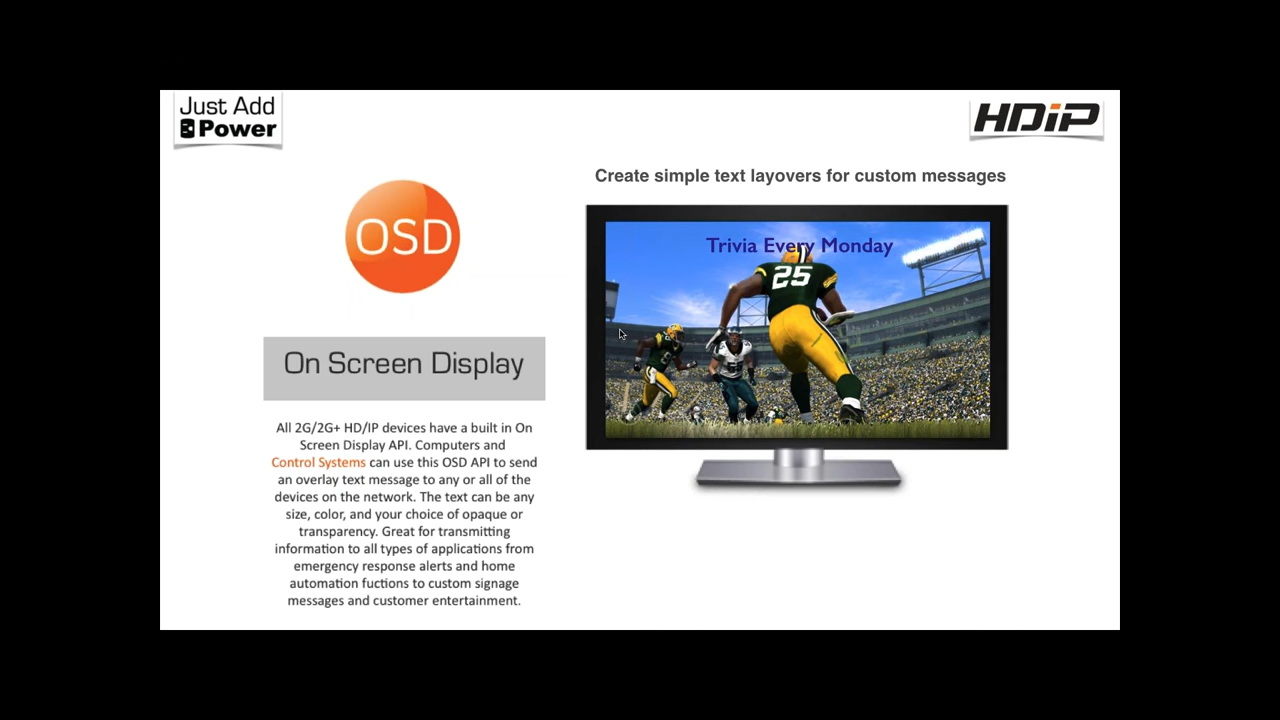 Just Add
Power
HDiP
Create simple text layovers for custom messages
OSD
Trivia Every Monday
25
On Screen Display
All 2G/2G+ HD/IP devices have a built in On
Screen Display API. Computers and
Control Systems can use this OSD API to send
an overlay text message to any or all of the
devices on the network. The text can be any
size, color, and your choice of opaque or
transparency. Great for transmitting
information to all types of applications from
emergency response alerts and home
automation fuctions to custom signage
messages and customer entertainment.